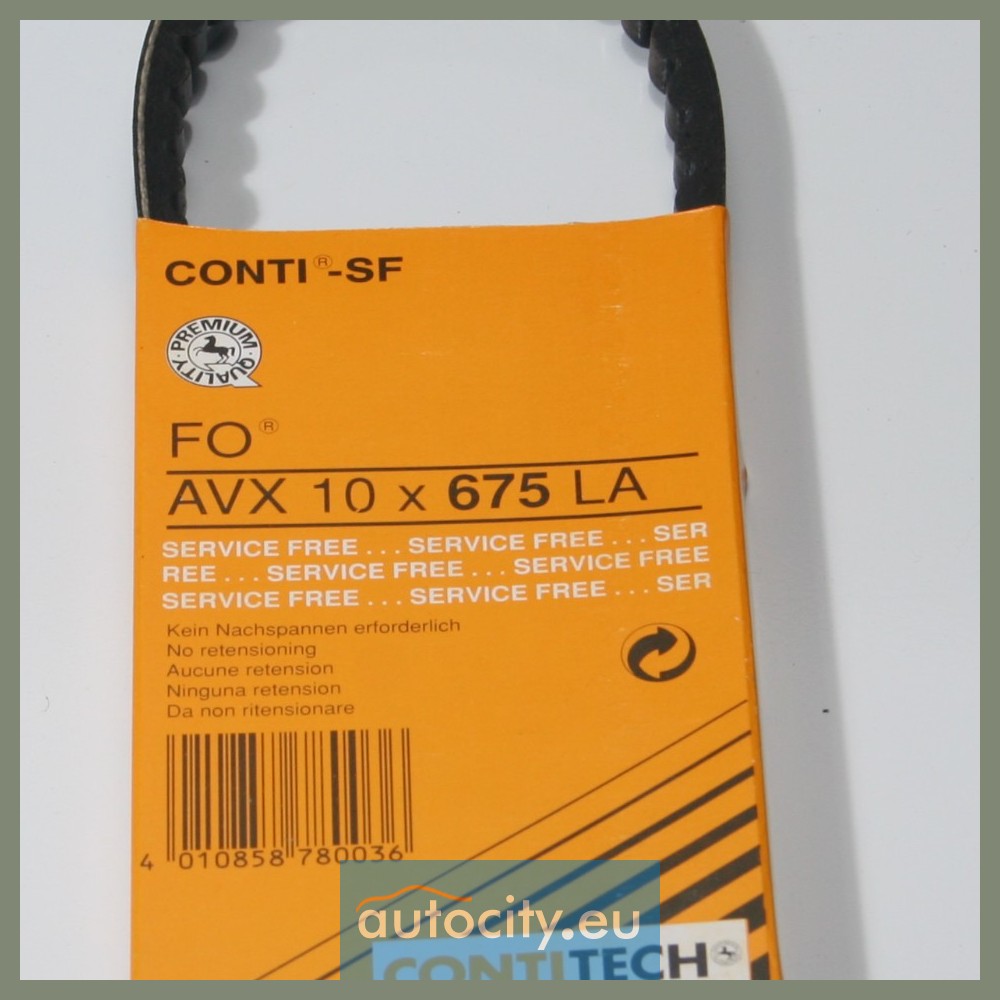 CONTI®-SF
PREMIUM QUALITY
FO®
AVX 10 x 675 LA
SERVICE FREE . . . SERVICE FREE . . . SER
REE . . . SERVICE FREE . . . SERVICE FREE
SERVICE FREE . . . SERVICE FREE . . . SER
Kein Nachspannen erforderlich
No retensioning
Aucune retension
Ninguna retension
Da non ritensionare
4 010858 780036
autocity.eu
CONTITECH